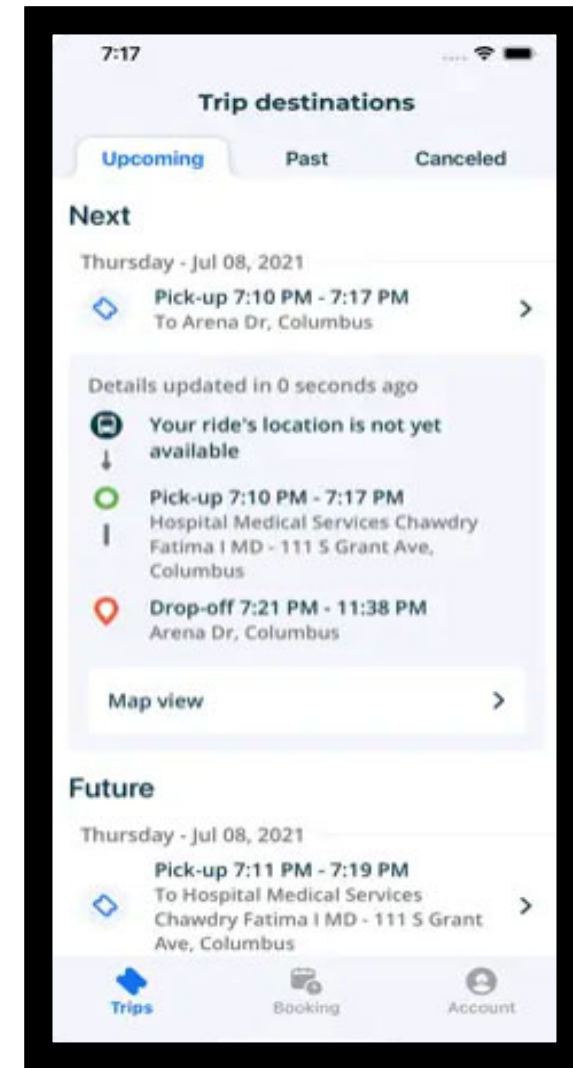 7:17
Trip destinations
Upcoming Past Canceled
Next
Thursday - Jul 08, 2021
Pick-up 7:10 PM - 7:17 PM
To Arena Dr, Columbus
Details updated in 0 seconds ago
Your ride's location is not yet
available
Pick-up 7:10 PM - 7:17 PM
Hospital Medical Services Chawdry
Fatima I MD - 111 S Grant Ave,
Columbus
Drop-off 7:21 PM - 11:38 PM
Arena Dr, Columbus
Map view
Future
Thursday - Jul 08, 2021
Pick-up 7:11 PM - 7:19 PM
To Hospital Medical Services
Chawdry Fatima I MD - 111 S Grant
Ave, Columbus
Trips Booking Account